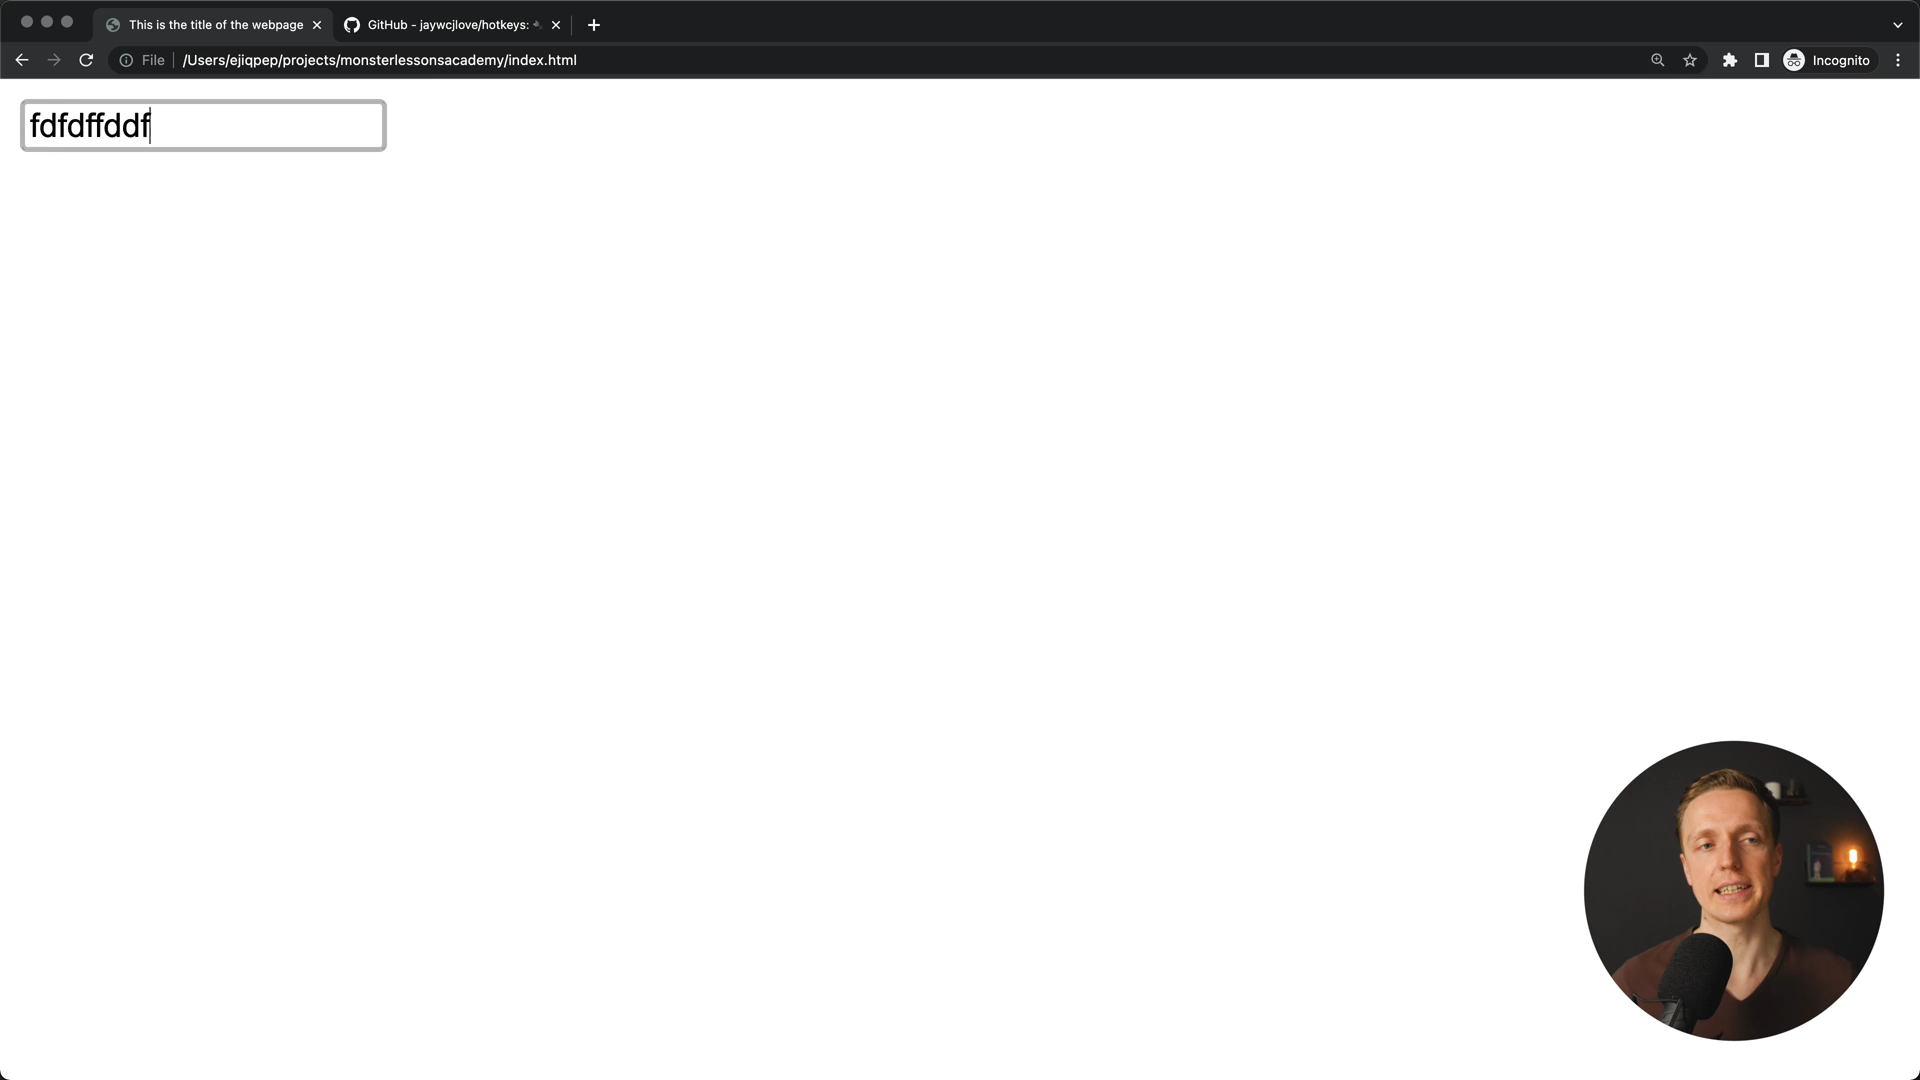 This is the title of the webpage
GitHub - jaywcjlove/hotkeys:
File
/Users/ejiqpep/projects/monsterlessonsacademy/index.html
Incognito
fdfdffddf